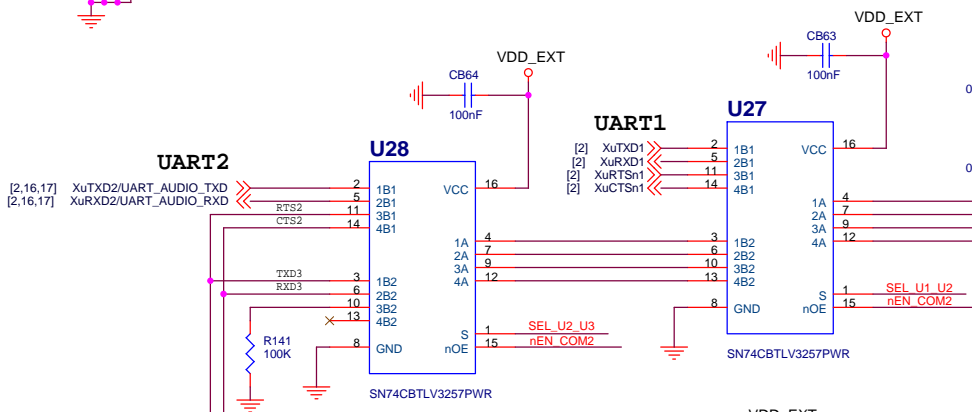 VDD_EXT
CB63
100nF
VDD_EXT
CB64
100nF
U27
UART1
[2] XuTXD1 2 1B1 VCC 16
[2] XuRXD1 5 2B1
[2] XuRTSn1 11 3B1
[2] XuCTSn1 14 4B1
1A 4
2A 7
3A 9
4A 12
3 1B2
6 2B2
10 3B2
13 4B2
S 1 SEL_U1_U2
8 GND nOE 15 nEN_COM2
SN74CBTLV3257PWR
U28
UART2
[2,16,17] XuTXD2/UART_AUDIO_TXD 2 1B1 VCC 16
[2,16,17] XuRXD2/UART_AUDIO_RXD 5 2B1
RTS2 11 3B1
CTS2 14 4B1
1A 4
2A 7
3A 9
4A 12
TXD3 3 1B2
RXD3 6 2B2
10 3B2
13 4B2
S 1 SEL_U2_U3
8 GND nOE 15 nEN_COM2
R141
100K
SN74CBTLV3257PWR
0
0